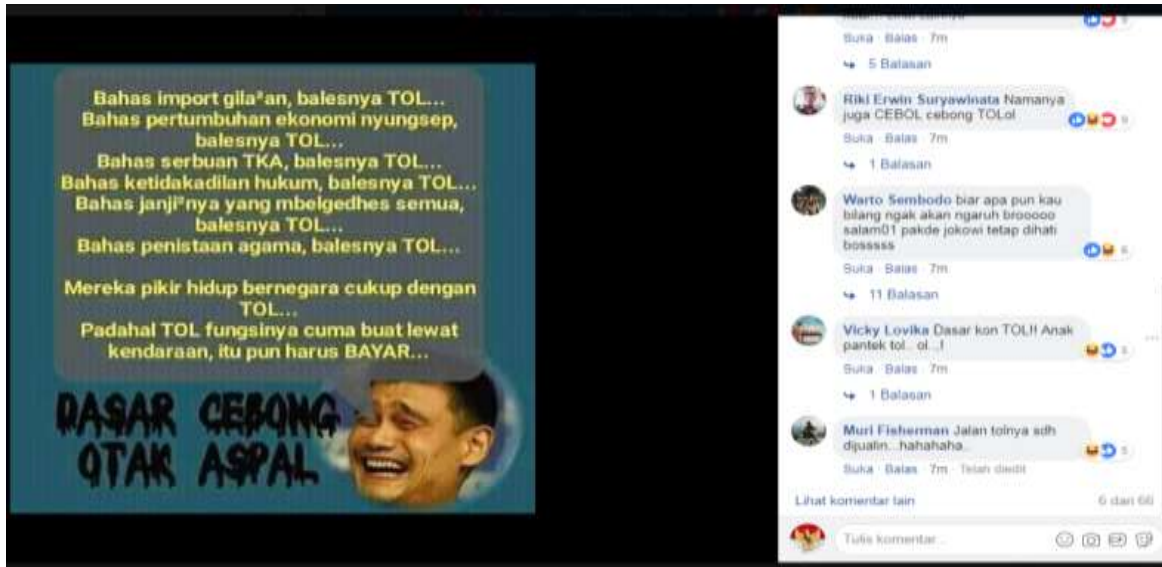 Bahas import gila²an, balesnya TOL...
Bahas pertumbuhan ekonomi nyungsep,
balesnya TOL...
Bahas serbuan TKA, balesnya TOL...
Bahas ketidakadilan hukum, balesnya TOL...
Bahas janji²nya yang mbelgedhes semua,
balesnya TOL...
Bahas penistaan agama, balesnya TOL...
Mereka pikir hidup bernegara cukup dengan
TOL...
Padahal TOL fungsinya cuma buat lewat
kendaraan, itu pun harus BAYAR...
DASAR CEBONG
OTAK ASPAL
Suka · Balas · 7m
5 Balasan
Riki Erwin Suryawinata Namanya
juga CEBOL cebong TOLol
9
Suka · Balas · 7m
1 Balasan
Warto Sembodo biar apa pun kau
bilang ngak akan ngaruh brooooo
salam01 pakde jokowi tetap dihati
bosssss
6
Suka · Balas · 7m
11 Balasan
Vicky Lovika Dasar kon TOL!! Anak
pantek tol.. ol...!
5
Suka · Balas · 7m
1 Balasan
Muri Fisherman Jalan tolnya sdh
dijualin...hahahaha..
5
Suka · Balas · 7m · Telah diedit
Lihat komentar lain
6 dari 66
Tulis komentar...